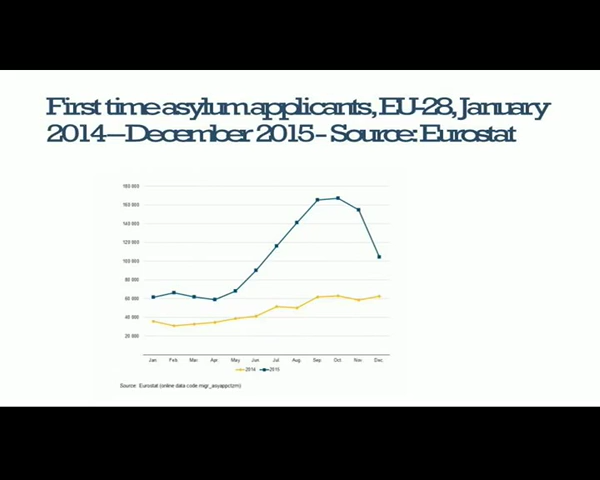 First time asylum applicants, EU-28, January
2014 – December 2015 - Source: Eurostat
180 000
160 000
140 000
120 000
100 000
80 000
60 000
40 000
20 000
Jan Feb Mar Apr May Jun Jul Aug Sep Oct Nov Dec
2014 2015
Source: Eurostat (online data code migr_asyappctzm)